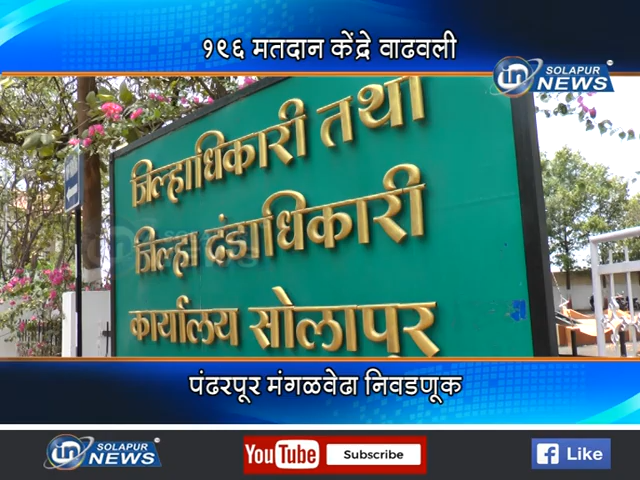 १९६ मतदान केंद्रे वाढवली
in SOLAPUR NEWS
जिल्हाधिकारी तथा
जिल्हा दंडाधिकारी
कार्यालय सोलापूर
पंढरपूर मंगळवेढा निवडणूक
in SOLAPUR NEWS
YouTube Subscribe
f Like